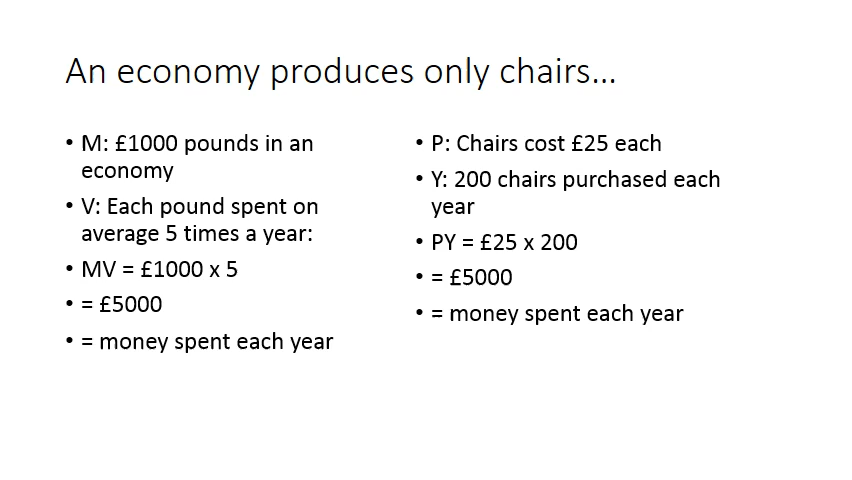 An economy produces only chairs...
• M: £1000 pounds in an
economy
• V: Each pound spent on
average 5 times a year:
• MV = £1000 x 5
• = £5000
• = money spent each year
• P: Chairs cost £25 each
• Y: 200 chairs purchased each
year
• PY = £25 x 200
• = £5000
• = money spent each year